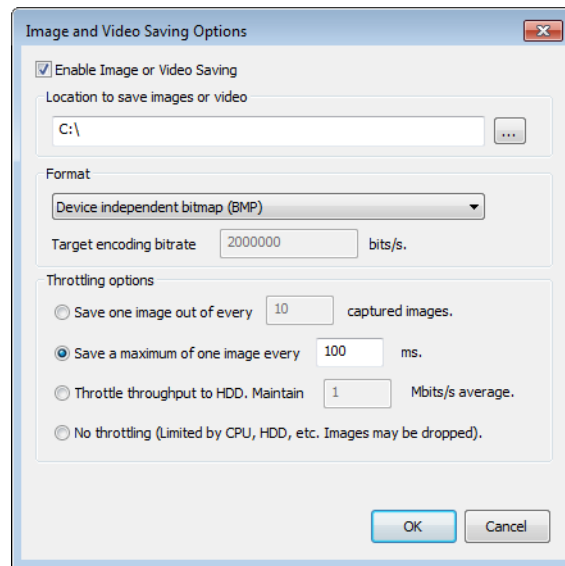 Image and Video Saving Options
Enable Image or Video Saving
Location to save images or video
C:\
...
Format
Device independent bitmap (BMP)
Target encoding bitrate 2000000 bits/s.
Throttling options
Save one image out of every 10 captured images.
Save a maximum of one image every 100 ms.
Throttle throughput to HDD. Maintain 1 Mbits/s average.
No throttling (Limited by CPU, HDD, etc. Images may be dropped).
OK Cancel